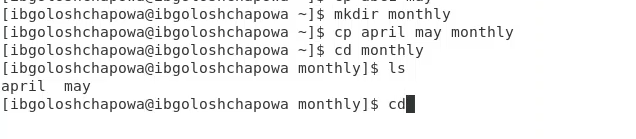 [ibgoloshchapowa@ibgoloshchapowa ~]$ mkdir monthly
[ibgoloshchapowa@ibgoloshchapowa ~]$ cp april may monthly
[ibgoloshchapowa@ibgoloshchapowa ~]$ cd monthly
[ibgoloshchapowa@ibgoloshchapowa monthly]$ ls
april  may
[ibgoloshchapowa@ibgoloshchapowa monthly]$ cd